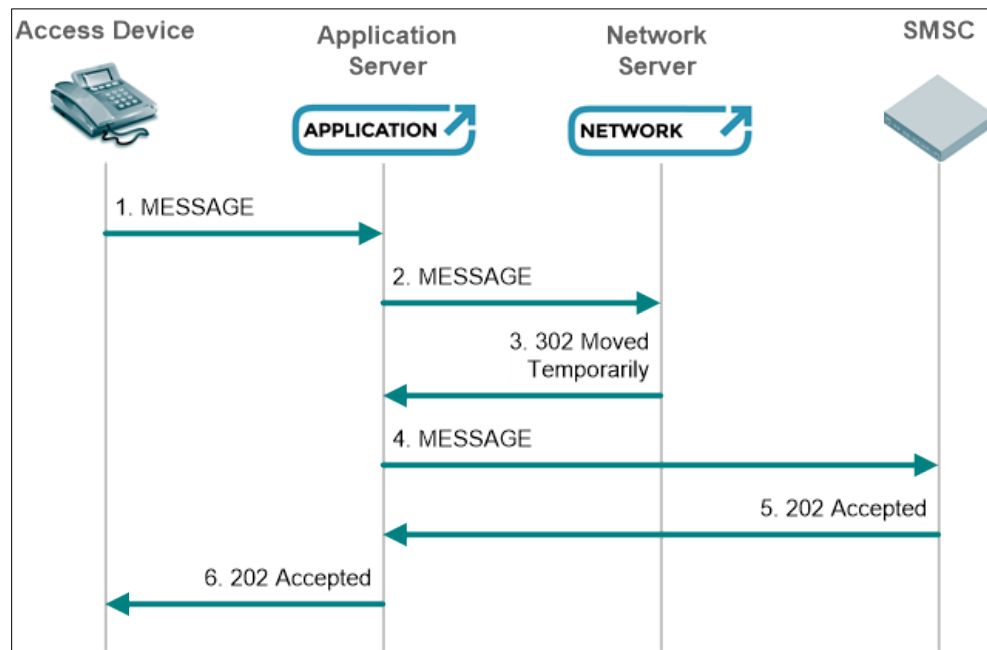 Access Device
Application
Server
Network
Server
SMSC
APPLICATION
NETWORK
1. MESSAGE
2. MESSAGE
3. 302 Moved
Temporarily
4. MESSAGE
5. 202 Accepted
6. 202 Accepted